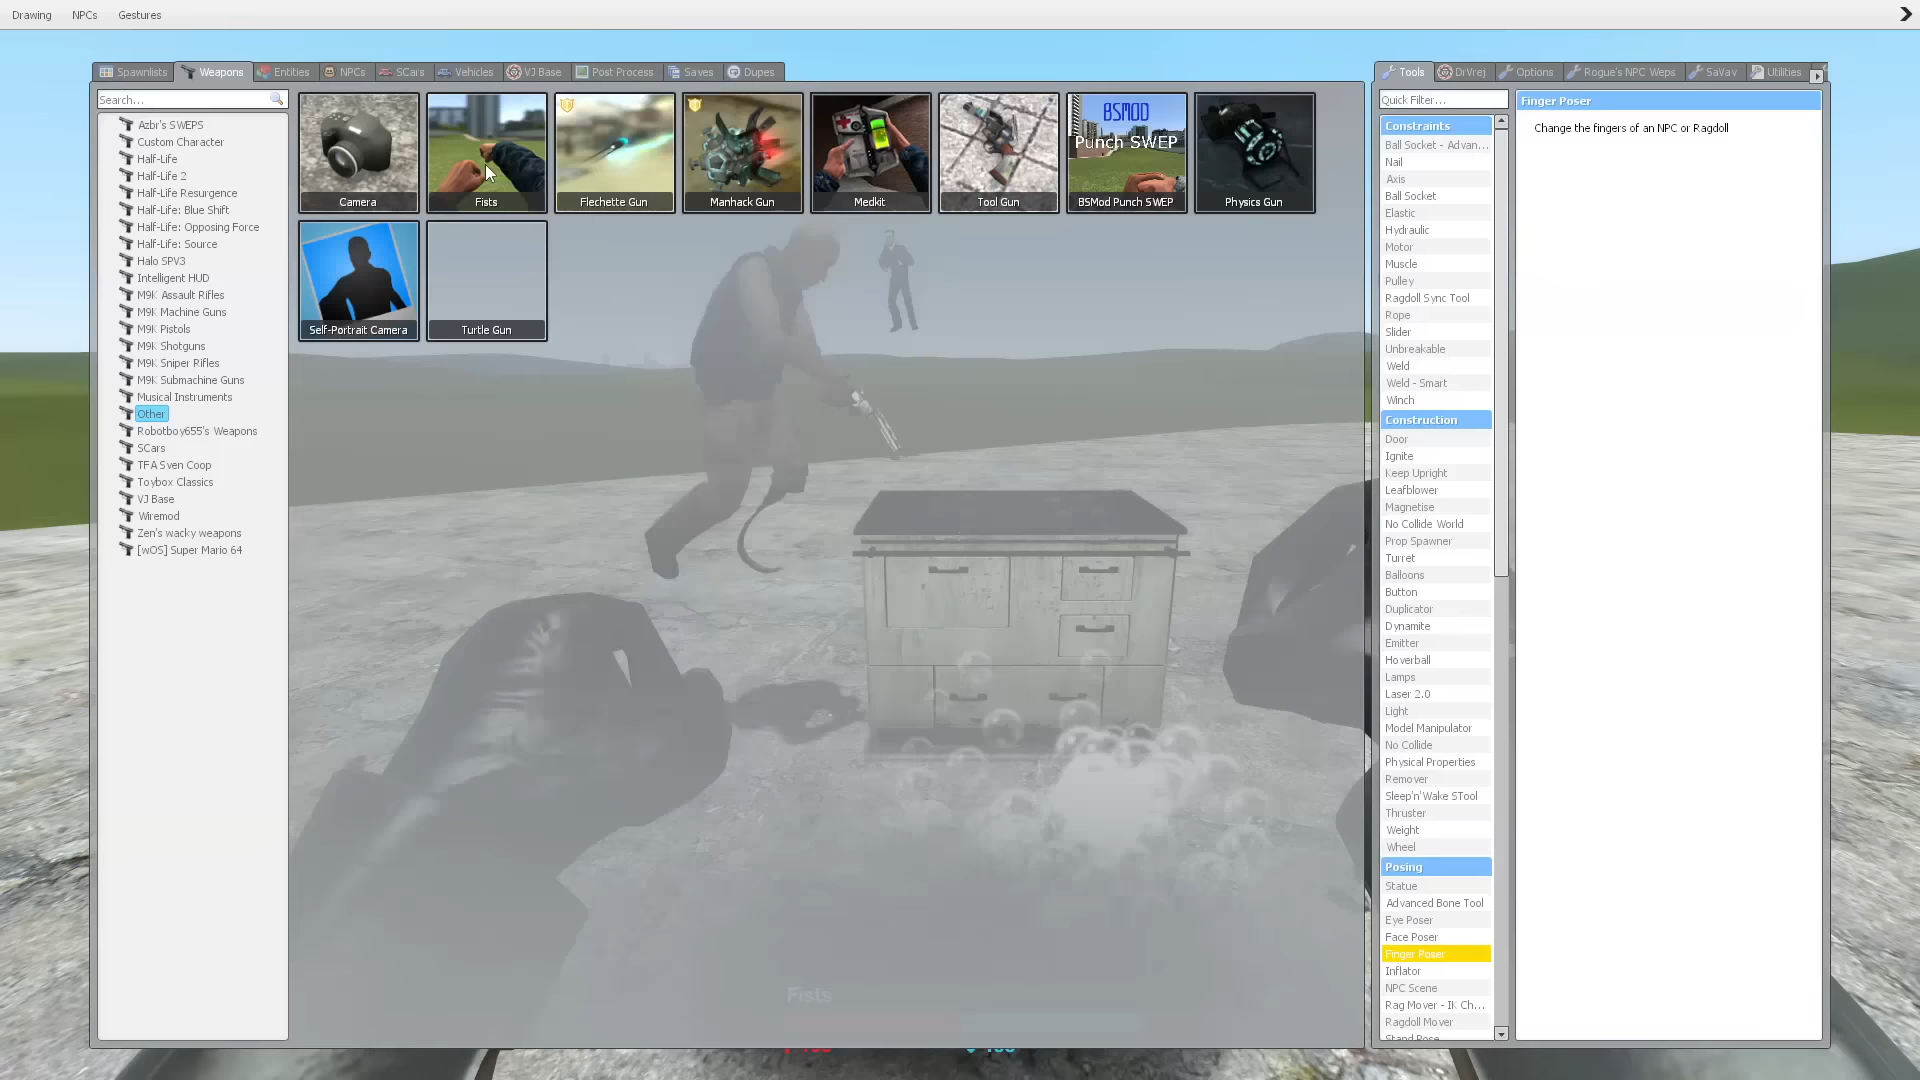 Drawing NPCs Gestures
Spawnlists Weapons Entities NPCs SCars Vehicles VJ Base Post Process Saves Dupes
Search...
Azbr's SWEPS
Custom Character
Half-Life
Half-Life 2
Half-Life Resurgence
Half-Life: Blue Shift
Half-Life: Opposing Force
Half-Life: Source
Halo SPV3
Intelligent HUD
M9K Assault Rifles
M9K Machine Guns
M9K Pistols
M9K Shotguns
M9K Sniper Rifles
M9K Submachine Guns
Musical Instruments
Other
Robotboy655's Weapons
SCars
TFA Sven Coop
Toybox Classics
VJ Base
Wiremod
Zen's wacky weapons
[wOS] Super Mario 64
BSMOD
Punch SWEP
Camera Fists Flechette Gun Manhack Gun Medkit Tool Gun BSMod Punch SWEP Physics Gun
Self-Portrait Camera Turtle Gun
Fists
Tools DrVrej Options Rogue's NPC Weps SaVav Utilities
Quick Filter...
Constraints
Ball Socket - Advan...
Nail
Axis
Ball Socket
Elastic
Hydraulic
Motor
Muscle
Pulley
Ragdoll Sync Tool
Rope
Slider
Unbreakable
Weld
Weld - Smart
Winch
Construction
Door
Ignite
Keep Upright
Leafblower
Magnetise
No Collide World
Prop Spawner
Turret
Balloons
Button
Duplicator
Dynamite
Emitter
Hoverball
Lamps
Laser 2.0
Light
Model Manipulator
No Collide
Physical Properties
Remover
Sleep'n'Wake STool
Thruster
Weight
Wheel
Posing
Statue
Advanced Bone Tool
Eye Poser
Face Poser
Finger Poser
Inflator
NPC Scene
Rag Mover - IK Ch...
Ragdoll Mover
Stand Pose
Finger Poser
Change the fingers of an NPC or Ragdoll